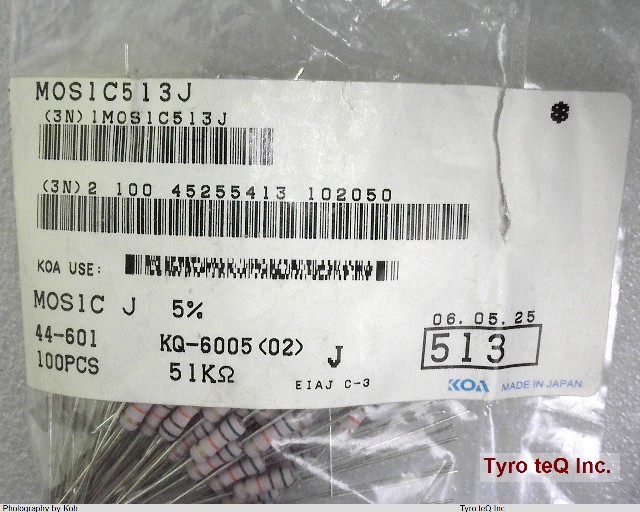 MOS1C513J
(3N)1MOS1C513J
(3N)2 100 45255413 102050
KOA USE:
MOS1C J 5%
44-601 KQ-6005(02) J
100PCS 51KΩ EIAJ C-3
06.05.25
513
KOA MADE IN JAPAN
Tyro teQ Inc.
Photography by Koh Tyro teQ Inc